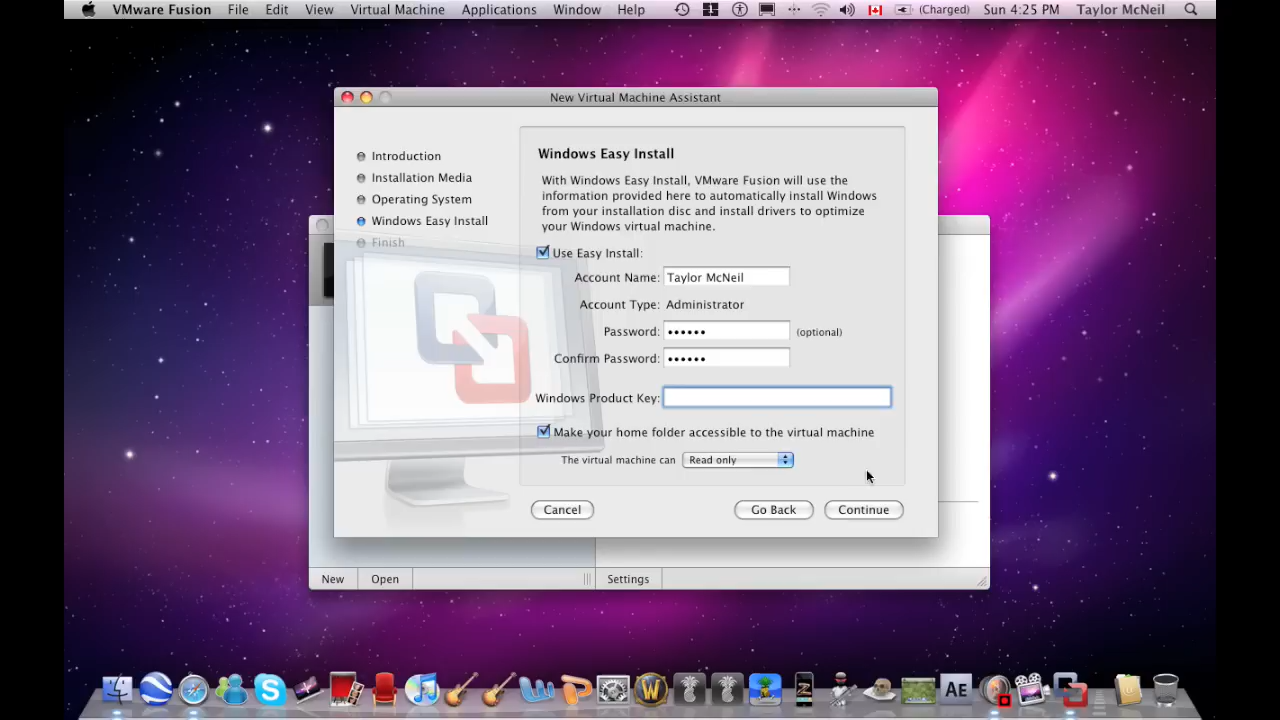 VMware Fusion File Edit View Virtual Machine Applications Window Help (Charged) Sun 4:25 PM Taylor McNeil
New Virtual Machine Assistant
Introduction
Installation Media
Operating System
Windows Easy Install
Finish
Windows Easy Install
With Windows Easy Install, VMware Fusion will use the
information provided here to automatically install Windows
from your installation disc and install drivers to optimize
your Windows virtual machine.
Use Easy Install:
Account Name: Taylor McNeil
Account Type: Administrator
Password: •••••• (optional)
Confirm Password: ••••••
Windows Product Key:
Make your home folder accessible to the virtual machine
The virtual machine can Read only
Cancel Go Back Continue
New Open Settings
AE